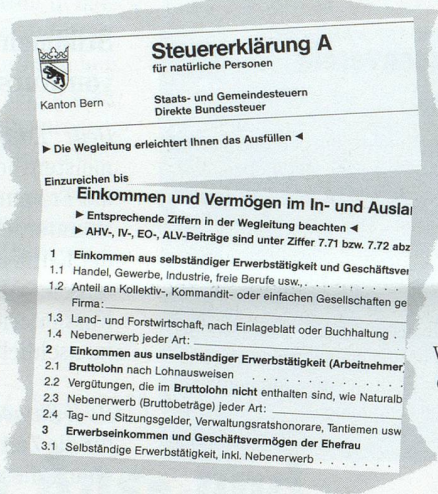 Steuererklärung A
für natürliche Personen
Kanton Bern
Staats- und Gemeindesteuern
Direkte Bundessteuer
► Die Wegleitung erleichtert Ihnen das Ausfüllen ◄
Einzureichen bis
Einkommen und Vermögen im In- und Auslan
► Entsprechende Ziffern in der Wegleitung beachten ◄
► AHV-, IV-, EO-, ALV-Beiträge sind unter Ziffer 7.71 bzw. 7.72 abz
1 Einkommen aus selbständiger Erwerbstätigkeit und Geschäftsver
1.1 Handel, Gewerbe, Industrie, freie Berufe usw., . . . . . . . . .
1.2 Anteil an Kollektiv-, Kommandit- oder einfachen Gesellschaften ge
Firma:
1.3 Land- und Forstwirtschaft, nach Einlageblatt oder Buchhaltung .
1.4 Nebenerwerb jeder Art:
2 Einkommen aus unselbständiger Erwerbstätigkeit (Arbeitnehmer
2.1 Bruttolohn nach Lohnausweisen . . . . . . . . . .
2.2 Vergütungen, die im Bruttolohn nicht enthalten sind, wie Naturalb
2.3 Nebenerwerb (Bruttobeträge) jeder Art:
2.4 Tag- und Sitzungsgelder, Verwaltungsratshonorare, Tantiemen usw
3 Erwerbseinkommen und Geschäftsvermögen der Ehefrau
3.1 Selbständige Erwerbstätigkeit, inkl. Nebenerwerb . . . . . . .